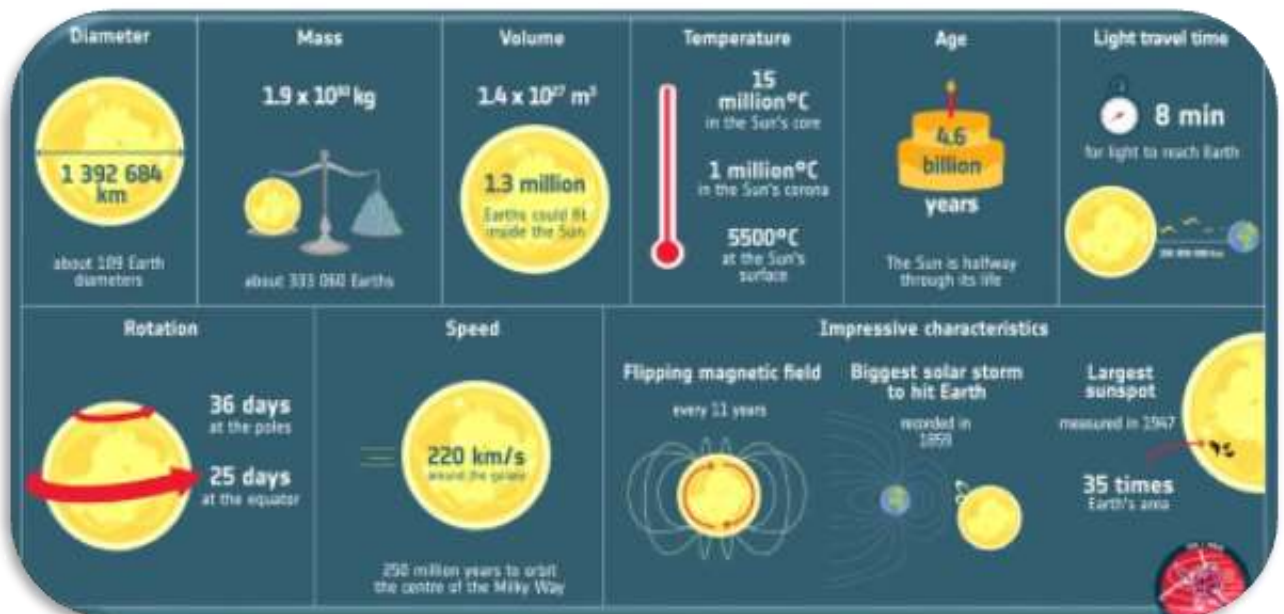 Diameter
1 392 684
km
about 109 Earth
diameters
Mass
1.9 x 10³⁰ kg
about 333 060 Earths
Volume
1.4 x 10²⁷ m³
1.3 million
Earths could fit
inside the Sun
Temperature
15
million°C
in the Sun's core
1 million°C
in the Sun's corona
5500°C
at the Sun's
surface
Age
4.6
billion
years
The Sun is halfway
through its life
Light travel time
8 min
for light to reach Earth
Rotation
36 days
at the poles
25 days
at the equator
Speed
220 km/s
around the galaxy
250 million years to orbit
the centre of the Milky Way
Impressive characteristics
Flipping magnetic field
every 11 years
Biggest solar storm
to hit Earth
recorded in
1859
Largest
sunspot
measured in 1947
35 times
Earth's area